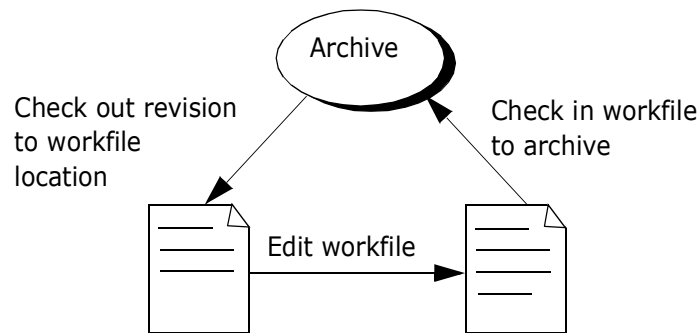 Archive
Check out revision
to workfile
location
Check in workfile
to archive
Edit workfile